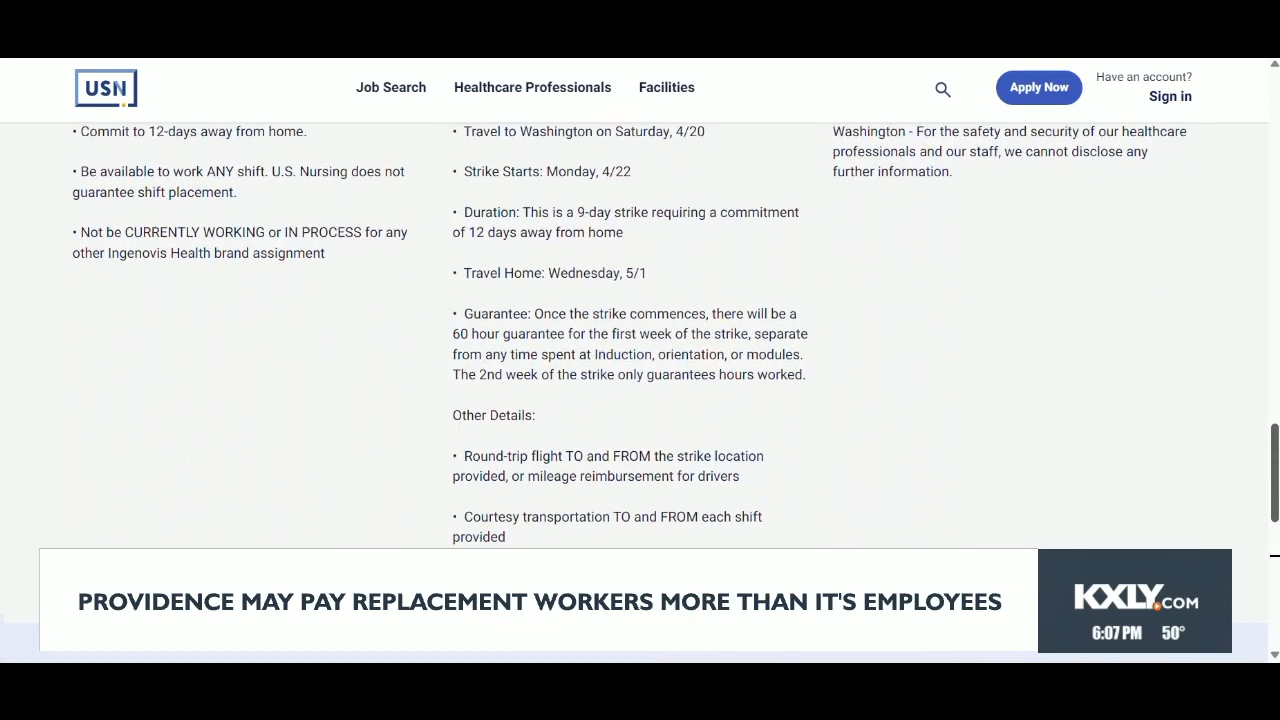 USN
Job Search
Healthcare Professionals
Facilities
Apply Now
Have an account?
Sign in
• Commit to 12-days away from home.
• Be available to work ANY shift. U.S. Nursing does not
guarantee shift placement.
• Not be CURRENTLY WORKING or IN PROCESS for any
other Ingenovis Health brand assignment
• Travel to Washington on Saturday, 4/20
• Strike Starts: Monday, 4/22
• Duration: This is a 9-day strike requiring a commitment
of 12 days away from home
• Travel Home: Wednesday, 5/1
• Guarantee: Once the strike commences, there will be a
60 hour guarantee for the first week of the strike, separate
from any time spent at Induction, orientation, or modules.
The 2nd week of the strike only guarantees hours worked.
Other Details:
• Round-trip flight TO and FROM the strike location
provided, or mileage reimbursement for drivers
• Courtesy transportation TO and FROM each shift
provided
Washington - For the safety and security of our healthcare
professionals and our staff, we cannot disclose any
further information.
PROVIDENCE MAY PAY REPLACEMENT WORKERS MORE THAN IT'S EMPLOYEES
KXLY.COM
6:07 PM 50°